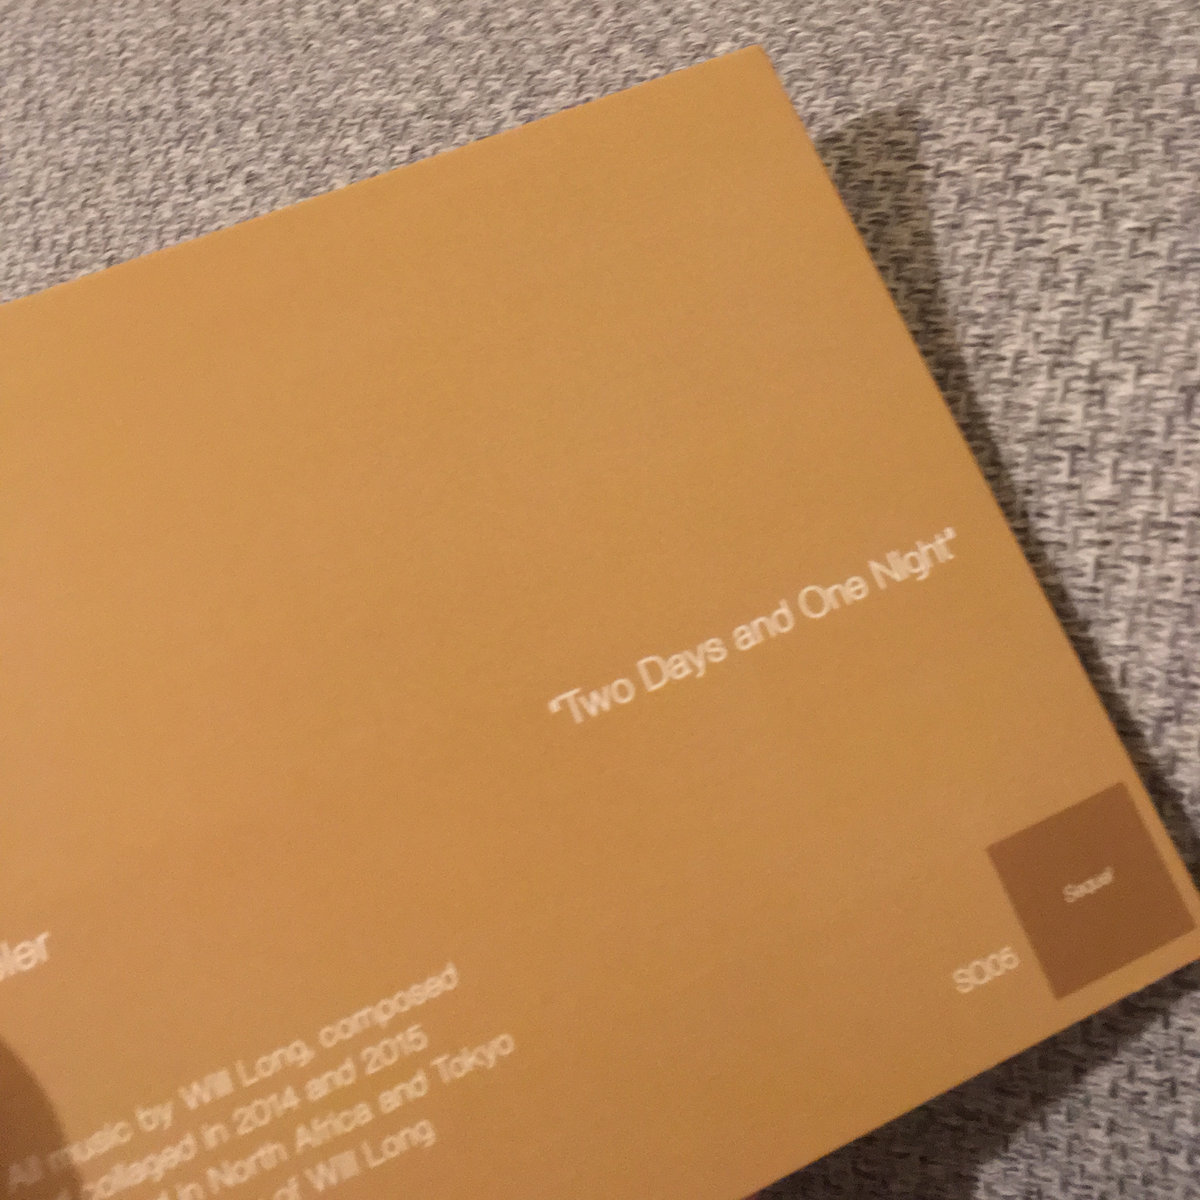 "Two Days and One Night"
Sequel
SQ05
All music by Will Long, composed
collaged in 2014 and 2015
in North Africa and Tokyo
of Will Long